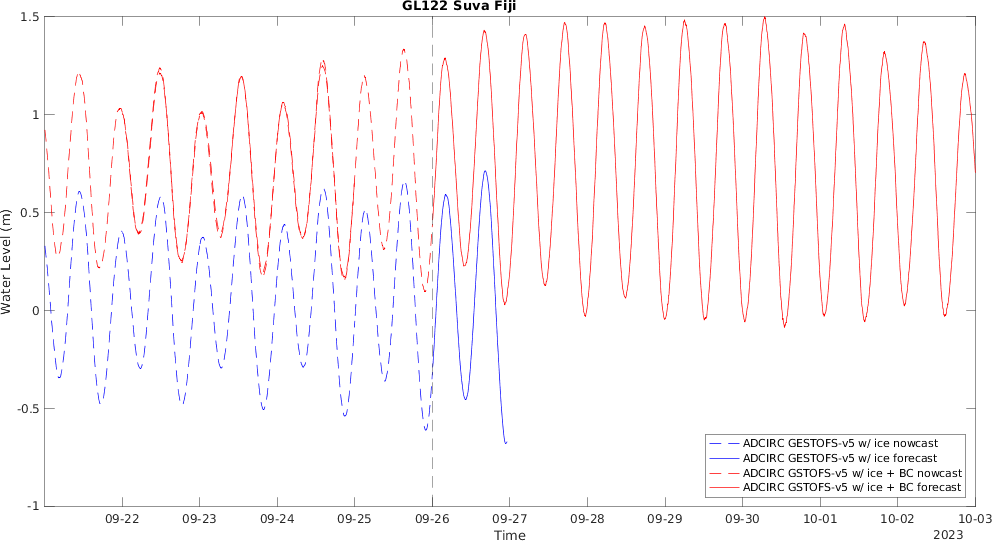 GL122 Suva Fiji
1.5
1
0.5
0
-0.5
-1
Water Level (m)
09-22
09-23
09-24
09-25
09-26
09-27
09-28
09-29
09-30
10-01
10-02
10-03
Time
2023
ADCIRC GESTOFS-v5 w/ ice nowcast
ADCIRC GESTOFS-v5 w/ ice forecast
ADCIRC GSTOFS-v5 w/ ice + BC nowcast
ADCIRC GSTOFS-v5 w/ ice + BC forecast